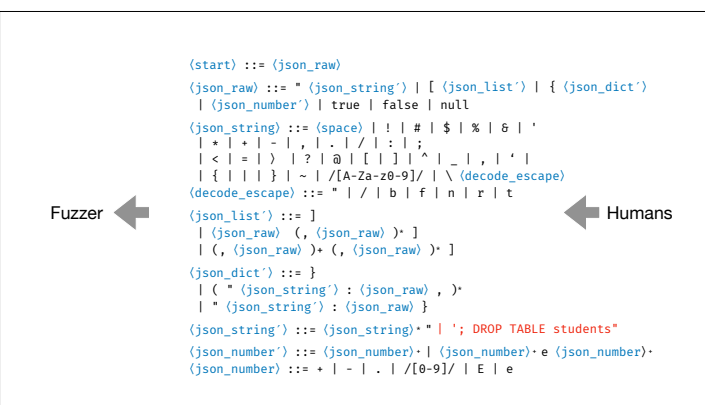 ⟨start⟩ ::= ⟨json_raw⟩
⟨json_raw⟩ ::= " ⟨json_string′⟩ | [ ⟨json_list′⟩ | { ⟨json_dict′⟩
| ⟨json_number′⟩ | true | false | null
⟨json_string⟩ ::= ⟨space⟩ | ! | # | $ | % | & | '
| * | + | - | , | . | / | : | ;
| < | = | ⟩ | ? | @ | [ | ] | ^ | _ | , | ‘ |
| { | | | } | ~ | /[A-Za-z0-9]/ | \ ⟨decode_escape⟩
⟨decode_escape⟩ ::= " | / | b | f | n | r | t
Fuzzer
Humans
⟨json_list′⟩ ::= ]
| ⟨json_raw⟩ (, ⟨json_raw⟩ )* ]
| (, ⟨json_raw⟩ )+ (, ⟨json_raw⟩ )* ]
⟨json_dict′⟩ ::= }
| ( " ⟨json_string′⟩ : ⟨json_raw⟩ , )*
| " ⟨json_string′⟩ : ⟨json_raw⟩ }
⟨json_string′⟩ ::= ⟨json_string⟩* " | '; DROP TABLE students"
⟨json_number′⟩ ::= ⟨json_number⟩+ | ⟨json_number⟩+ e ⟨json_number⟩+
⟨json_number⟩ ::= + | - | . | /[0-9]/ | E | e